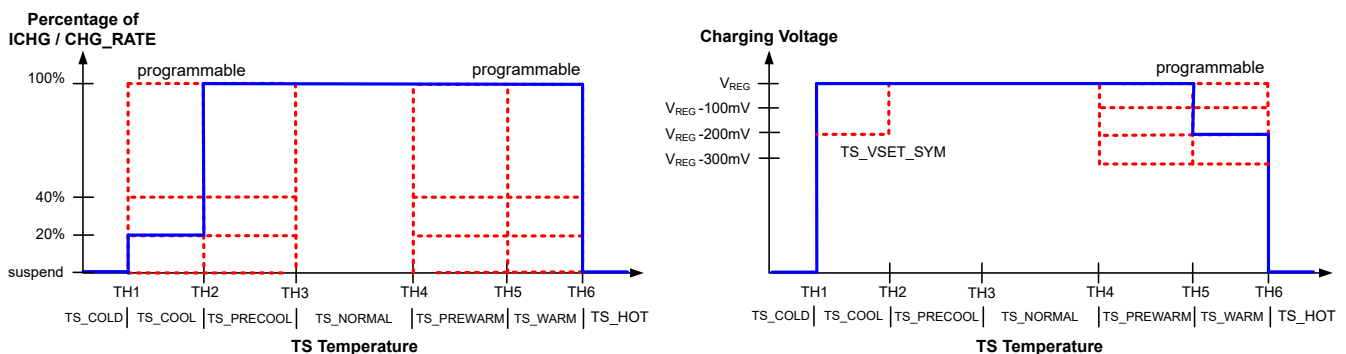 Percentage of
ICHG / CHG_RATE
100%
programmable
programmable
40%
20%
suspend
TH1 TH2 TH3 TH4 TH5 TH6
TS_COLD TS_COOL TS_PRECOOL TS_NORMAL TS_PREWARM TS_WARM TS_HOT
TS Temperature
Charging Voltage
programmable
VREG
VREG-100mV
VREG-200mV
VREG-300mV
TS_VSET_SYM
TH1 TH2 TH3 TH4 TH5 TH6
TS_COLD TS_COOL TS_PRECOOL TS_NORMAL TS_PREWARM TS_WARM TS_HOT
TS Temperature